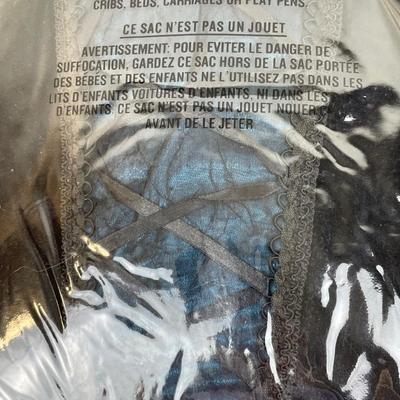 CRIBS, BEDS, CARRIAGES OR PLAY PENS.
CE SAC N'EST PAS UN JOUET
AVERTISSEMENT: POUR EVITER LE DANGER DE
SUFFOCATION, GARDEZ CE SAC HORS DE LA SAC PORTÉE
DES BÉBÉS ET DES ENFANTS NE L'UTILISEZ PAS DANS LES
LITS D'ENFANTS VOITURES D'ENFANTS, NI DANS LES
D'ENFANTS. CE SAC N'EST PAS UN JOUET NOUER
AVANT DE LE JETER.